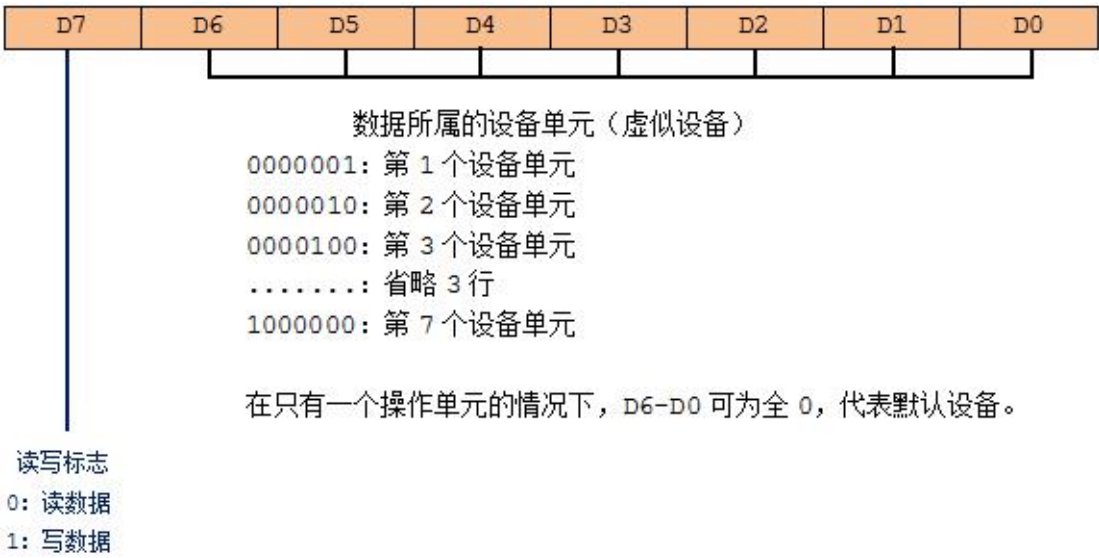 D7 D6 D5 D4 D3 D2 D1 D0
数据所属的设备单元（虚似设备）
0000001: 第 1 个设备单元
0000010: 第 2 个设备单元
0000100: 第 3 个设备单元
.......: 省略 3 行
1000000: 第 7 个设备单元
在只有一个操作单元的情况下，D6-D0 可为全 0，代表默认设备。
读写标志
0: 读数据
1: 写数据